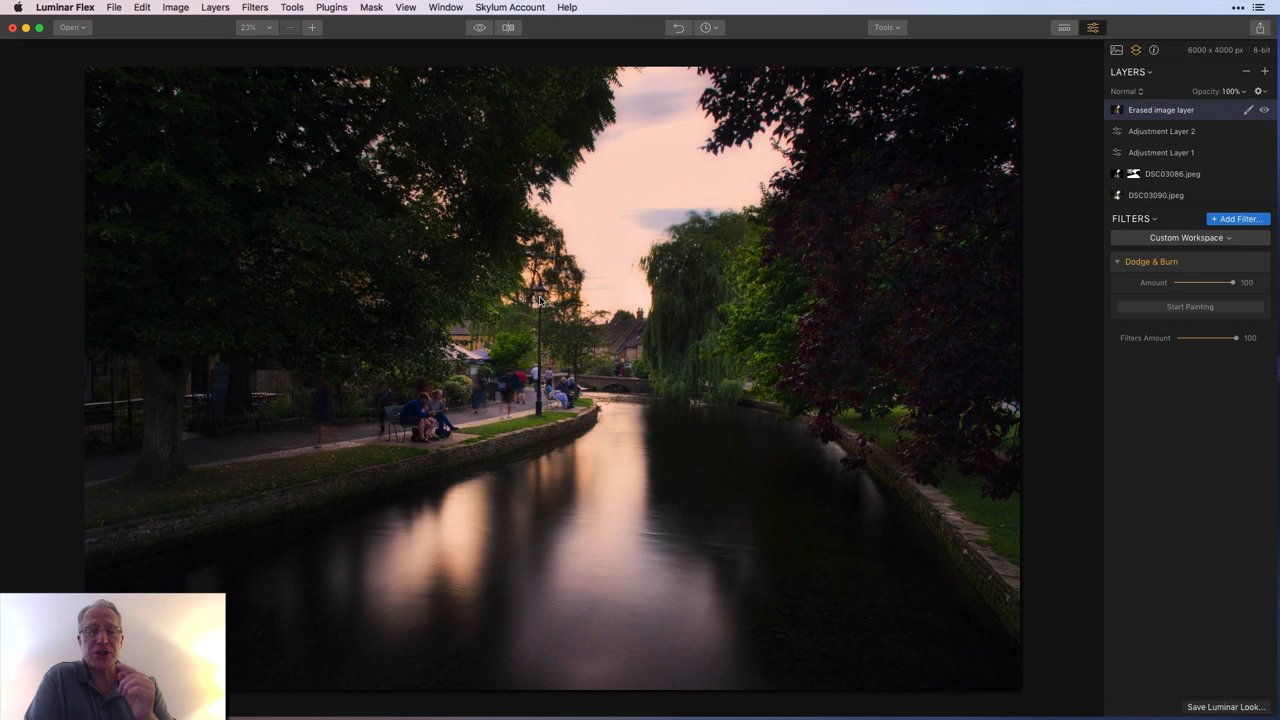 Luminar Flex File Edit Image Layers Filters Tools Plugins Mask View Window Skylum Account Help
Open 23% Tools
6000 x 4000 px 8-bit
LAYERS
Normal Opacity: 100%
Erased image layer
Adjustment Layer 2
Adjustment Layer 1
DSC03086.jpeg
DSC03090.jpeg
FILTERS + Add Filter...
Custom Workspace
Dodge & Burn
Amount 100
Start Painting
Filters Amount 100
Save Luminar Look...